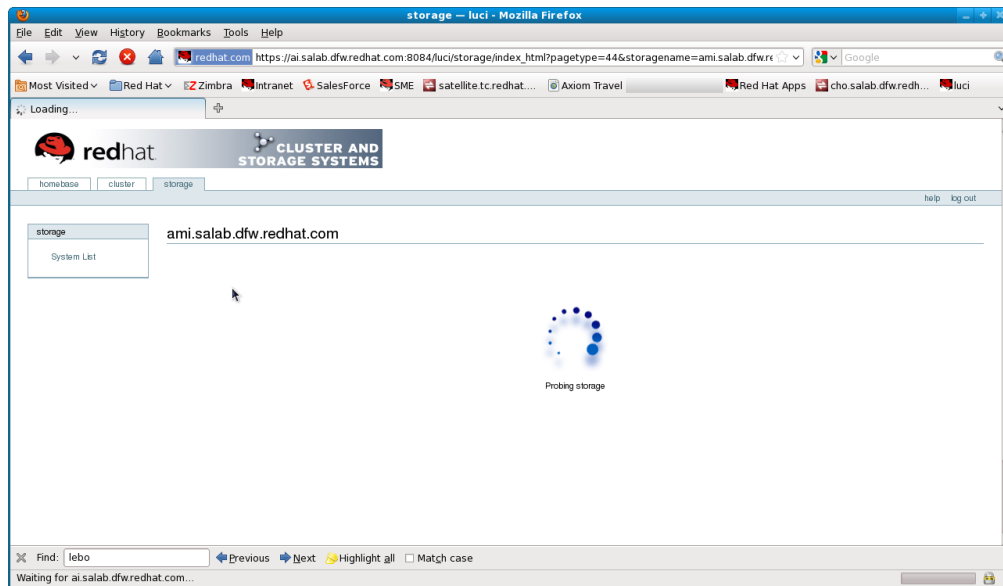 storage — luci - Mozilla Firefox
File Edit View History Bookmarks Tools Help
redhat.com https://ai.salab.dfw.redhat.com:8084/luci/storage/index_html?pagetype=44&storagename=ami.salab.dfw.re Google
Most Visited Red Hat Zimbra Intranet SalesForce SME satellite.tc.redhat.... Axiom Travel Red Hat Apps cho.salab.dfw.redh... luci
Loading...
redhat. CLUSTER AND
STORAGE SYSTEMS
homebase cluster storage
help log out
storage
System List
ami.salab.dfw.redhat.com
Probing storage
Find: lebo Previous Next Highlight all Match case
Waiting for ai.salab.dfw.redhat.com...